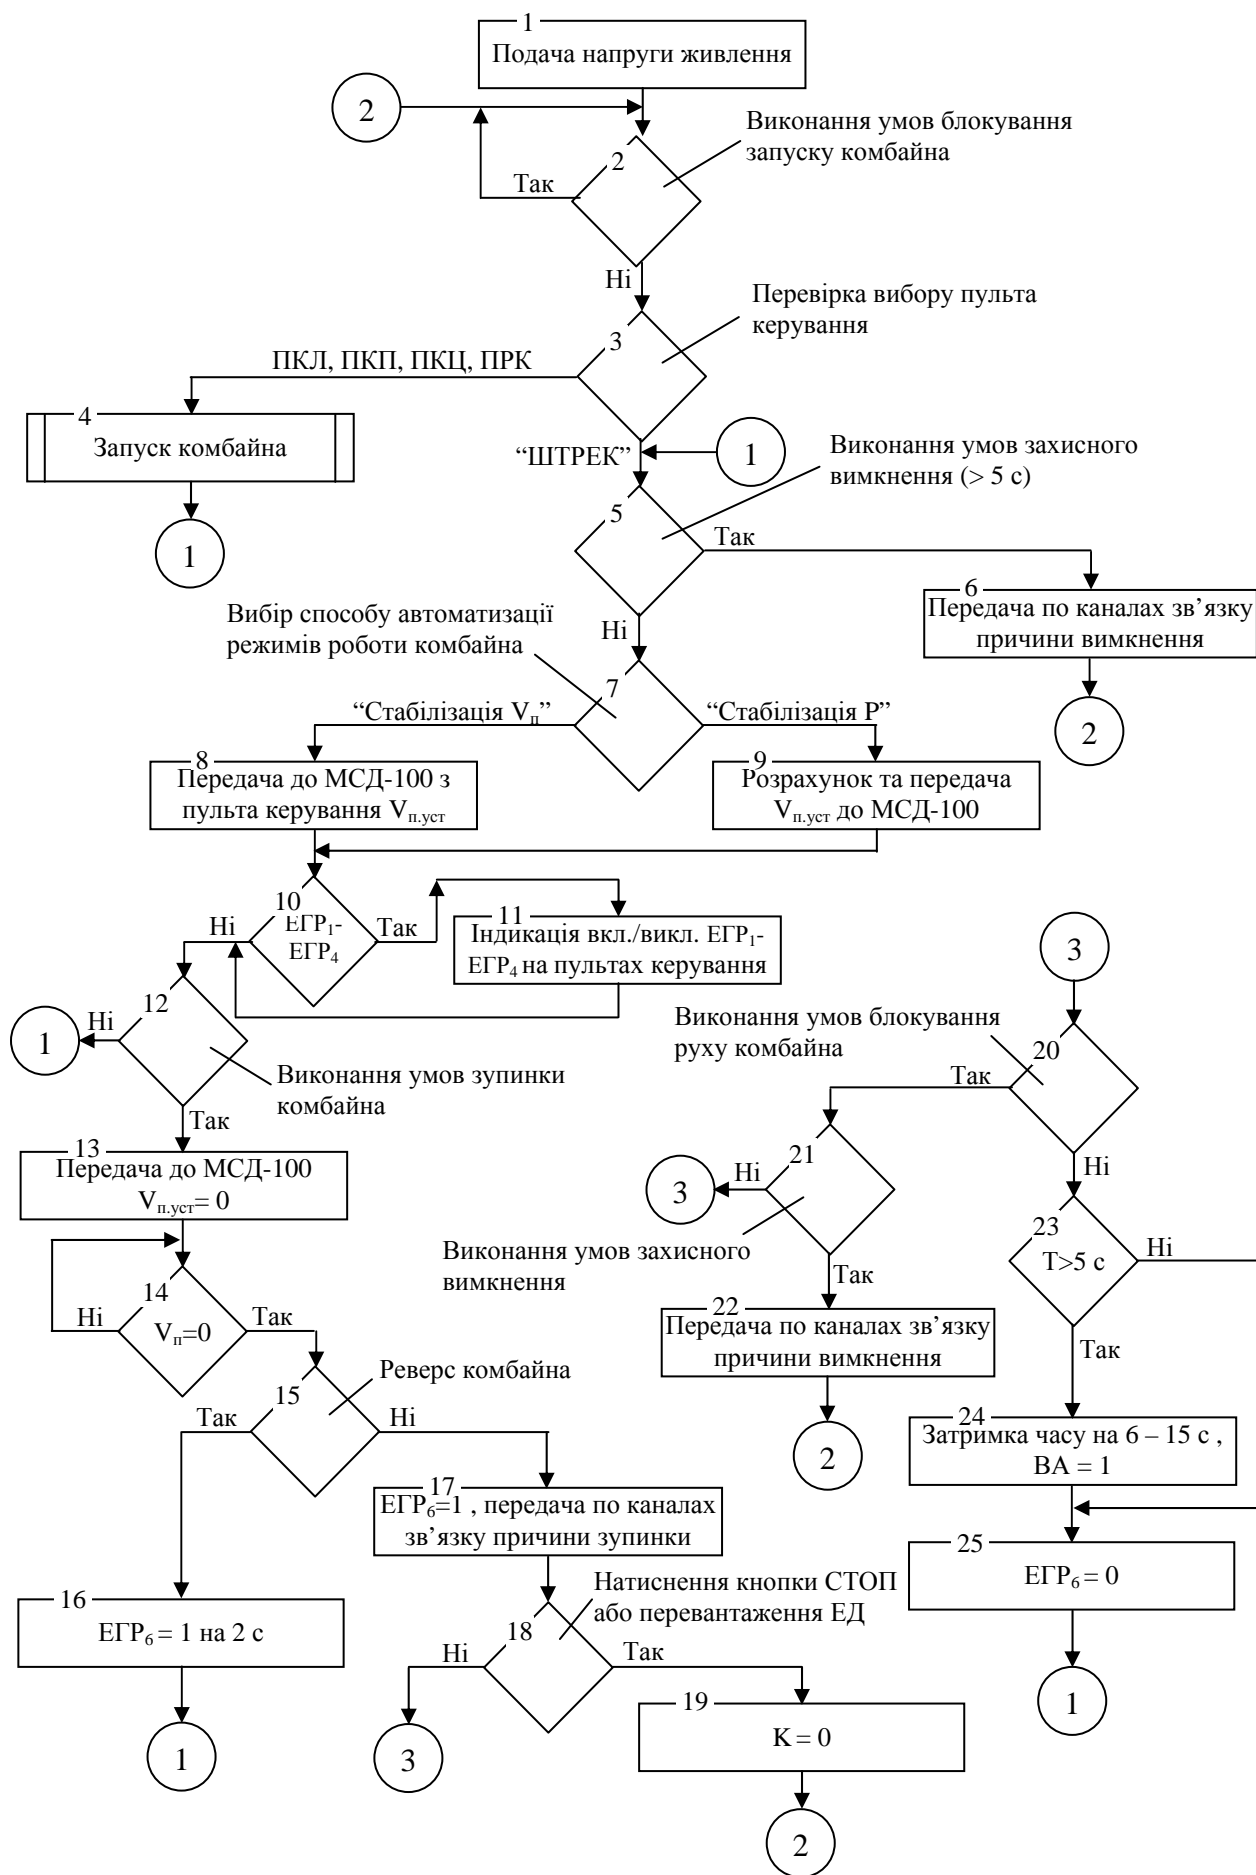 1
Подача напруги живлення
2
Виконання умов блокування
запуску комбайна
2
Так
Ні
Перевірка вибору пульта
керування
3
ПКЛ, ПКП, ПКЦ, ПРК
4
Запуск комбайна
“ШТРЕК”
1
Виконання умов захисного
вимкнення (> 5 с)
5
1
Так
6
Передача по каналах зв’язку
причини вимкнення
Вибір способу автоматизації
режимів роботи комбайна
Ні
7
“Стабілізація Vп”
“Стабілізація Р”
2
8
Передача до МСД-100 з
пульта керування Vп.уст
9
Розрахунок та передача
Vп.уст до МСД-100
10
ЕГР1-
ЕГР4
Ні
Так
11
Індикація вкл./викл. ЕГР1-
ЕГР4 на пультах керування
3
12
Ні
1
Виконання умов зупинки
комбайна
Так
Виконання умов блокування
руху комбайна
20
Так
Ні
13
Передача до МСД-100
Vп.уст= 0
21
Ні
3
Виконання умов захисного
вимкнення
Так
23
T>5 с
Ні
Так
14
Vп=0
Ні
Так
22
Передача по каналах зв’язку
причини вимкнення
2
Реверс комбайна
15
Так
Ні
24
Затримка часу на 6 – 15 с ,
ВА = 1
17
ЕГР6=1 , передача по каналах
зв’язку причини зупинки
25
ЕГР6 = 0
16
ЕГР6 = 1 на 2 с
Натиснення кнопки СТОП
або перевантаження ЕД
18
Ні
Так
1
19
K = 0
1
3
2